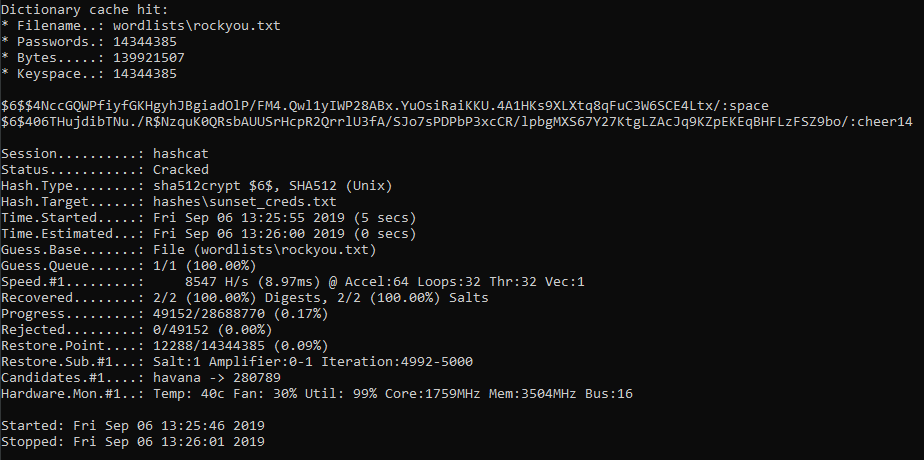 Dictionary cache hit:
* Filename..: wordlists\rockyou.txt
* Passwords.: 14344385
* Bytes.....: 139921507
* Keyspace..: 14344385
$6$$4NccGQWPfiyfGKHgyhJBgiadOlP/FM4.Qwl1yIWP28ABx.YuOsiRaiKKU.4A1HKs9XLXtq8qFuC3W6SCE4Ltx/:space
$6$406THujdibTNu./R$NzquK0QRsbAUUSrHcpR2QrrlU3fA/SJo7sPDPbP3xcCR/lpbgMXS67Y27KtgLZAcJq9KZpEKEqBHFLzFSZ9bo/:cheer14
Session..........: hashcat
Status...........: Cracked
Hash.Type........: sha512crypt $6$, SHA512 (Unix)
Hash.Target......: hashes\sunset_creds.txt
Time.Started.....: Fri Sep 06 13:25:55 2019 (5 secs)
Time.Estimated...: Fri Sep 06 13:26:00 2019 (0 secs)
Guess.Base.......: File (wordlists\rockyou.txt)
Guess.Queue......: 1/1 (100.00%)
Speed.#1.........:     8547 H/s (8.97ms) @ Accel:64 Loops:32 Thr:32 Vec:1
Recovered........: 2/2 (100.00%) Digests, 2/2 (100.00%) Salts
Progress.........: 49152/28688770 (0.17%)
Rejected.........: 0/49152 (0.00%)
Restore.Point....: 12288/14344385 (0.09%)
Restore.Sub.#1...: Salt:1 Amplifier:0-1 Iteration:4992-5000
Candidates.#1....: havana -> 280789
Hardware.Mon.#1..: Temp: 40c Fan: 30% Util: 99% Core:1759MHz Mem:3504MHz Bus:16
Started: Fri Sep 06 13:25:46 2019
Stopped: Fri Sep 06 13:26:01 2019